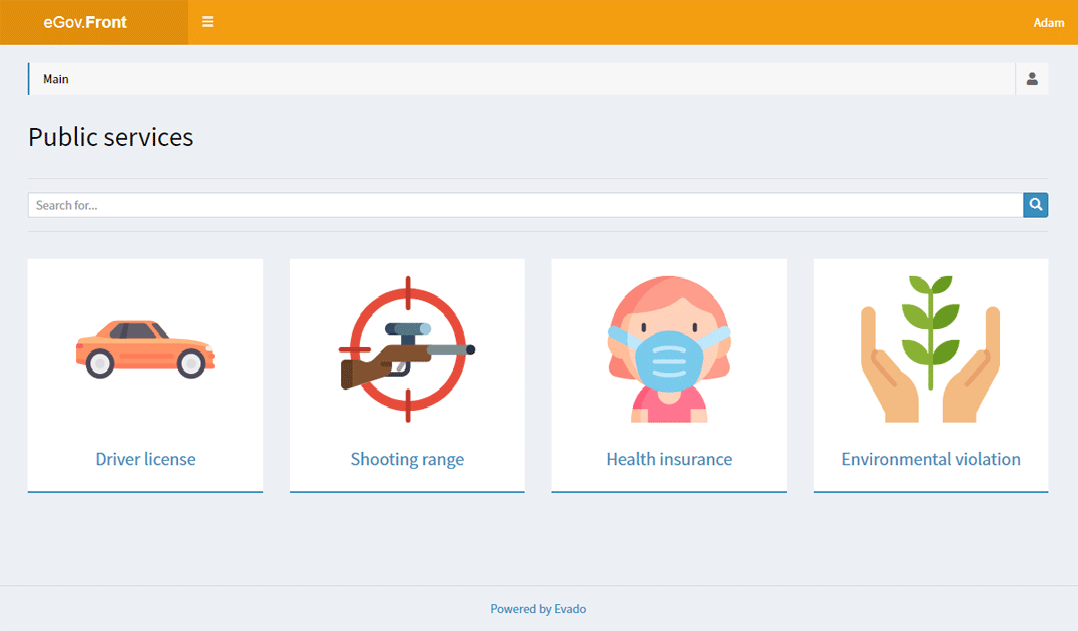 eGov.Front
Adam
Main
Public services
Search for...
Driver license
Shooting range
Health insurance
Environmental violation
Powered by Evado